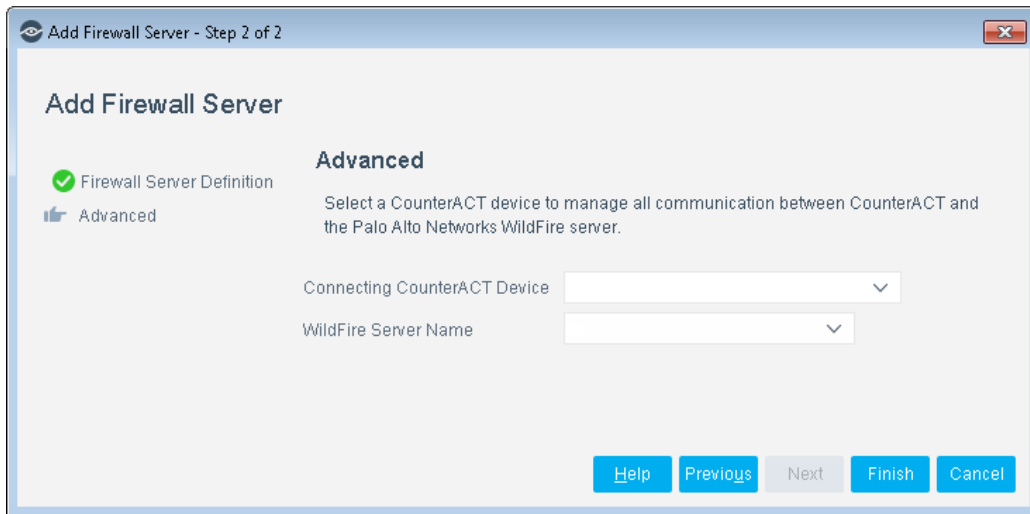 Add Firewall Server - Step 2 of 2
Add Firewall Server
Firewall Server Definition
Advanced
Advanced
Select a CounterACT device to manage all communication between CounterACT and
the Palo Alto Networks WildFire server.
Connecting CounterACT Device
WildFire Server Name
Help
Previous
Next
Finish
Cancel